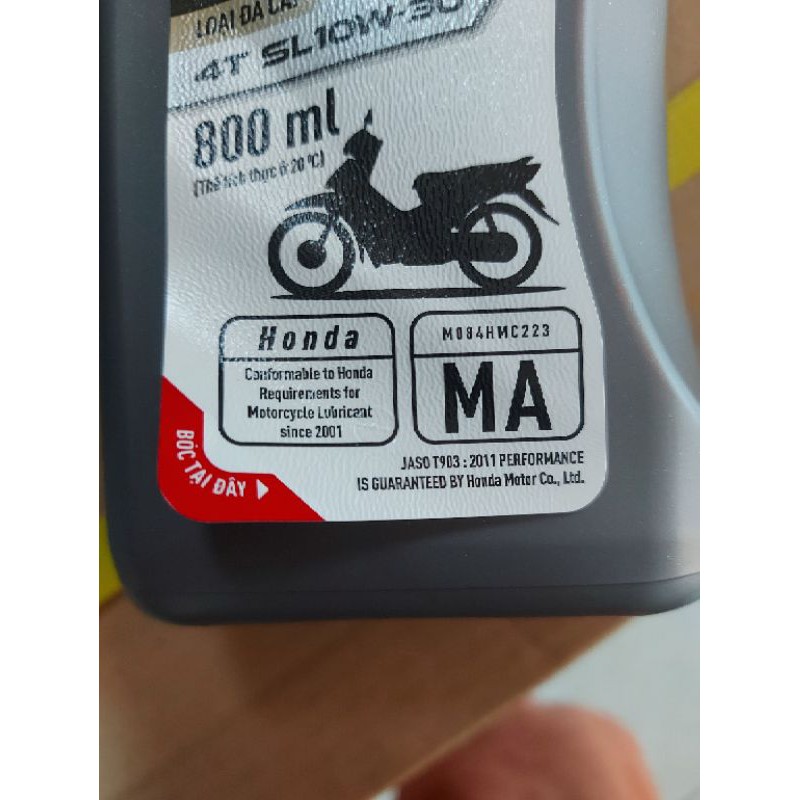 LOẠI ĐA CẤP
4T SL10W-30
800 ml
(Thể tích thực ở 20 °C)
Honda
Conformable to Honda
Requirements for
Motorcycle Lubricant
since 2001
M084HMC223
MA
JASO T903 : 2011 PERFORMANCE
IS GUARANTEED BY Honda Motor Co., Ltd.
BÓC TẠI ĐÂY